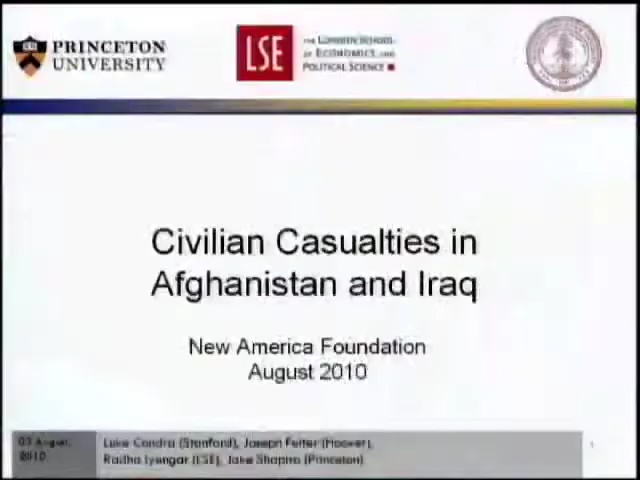 PRINCETON
UNIVERSITY
LSE
THE LONDON SCHOOL
OF ECONOMICS AND
POLITICAL SCIENCE
Civilian Casualties in
Afghanistan and Iraq
New America Foundation
August 2010
03 August,
2010
Luke Condra (Stanford), Joseph Felter (Hoover),
Radha Iyengar (LSE), Jake Shapiro (Princeton)